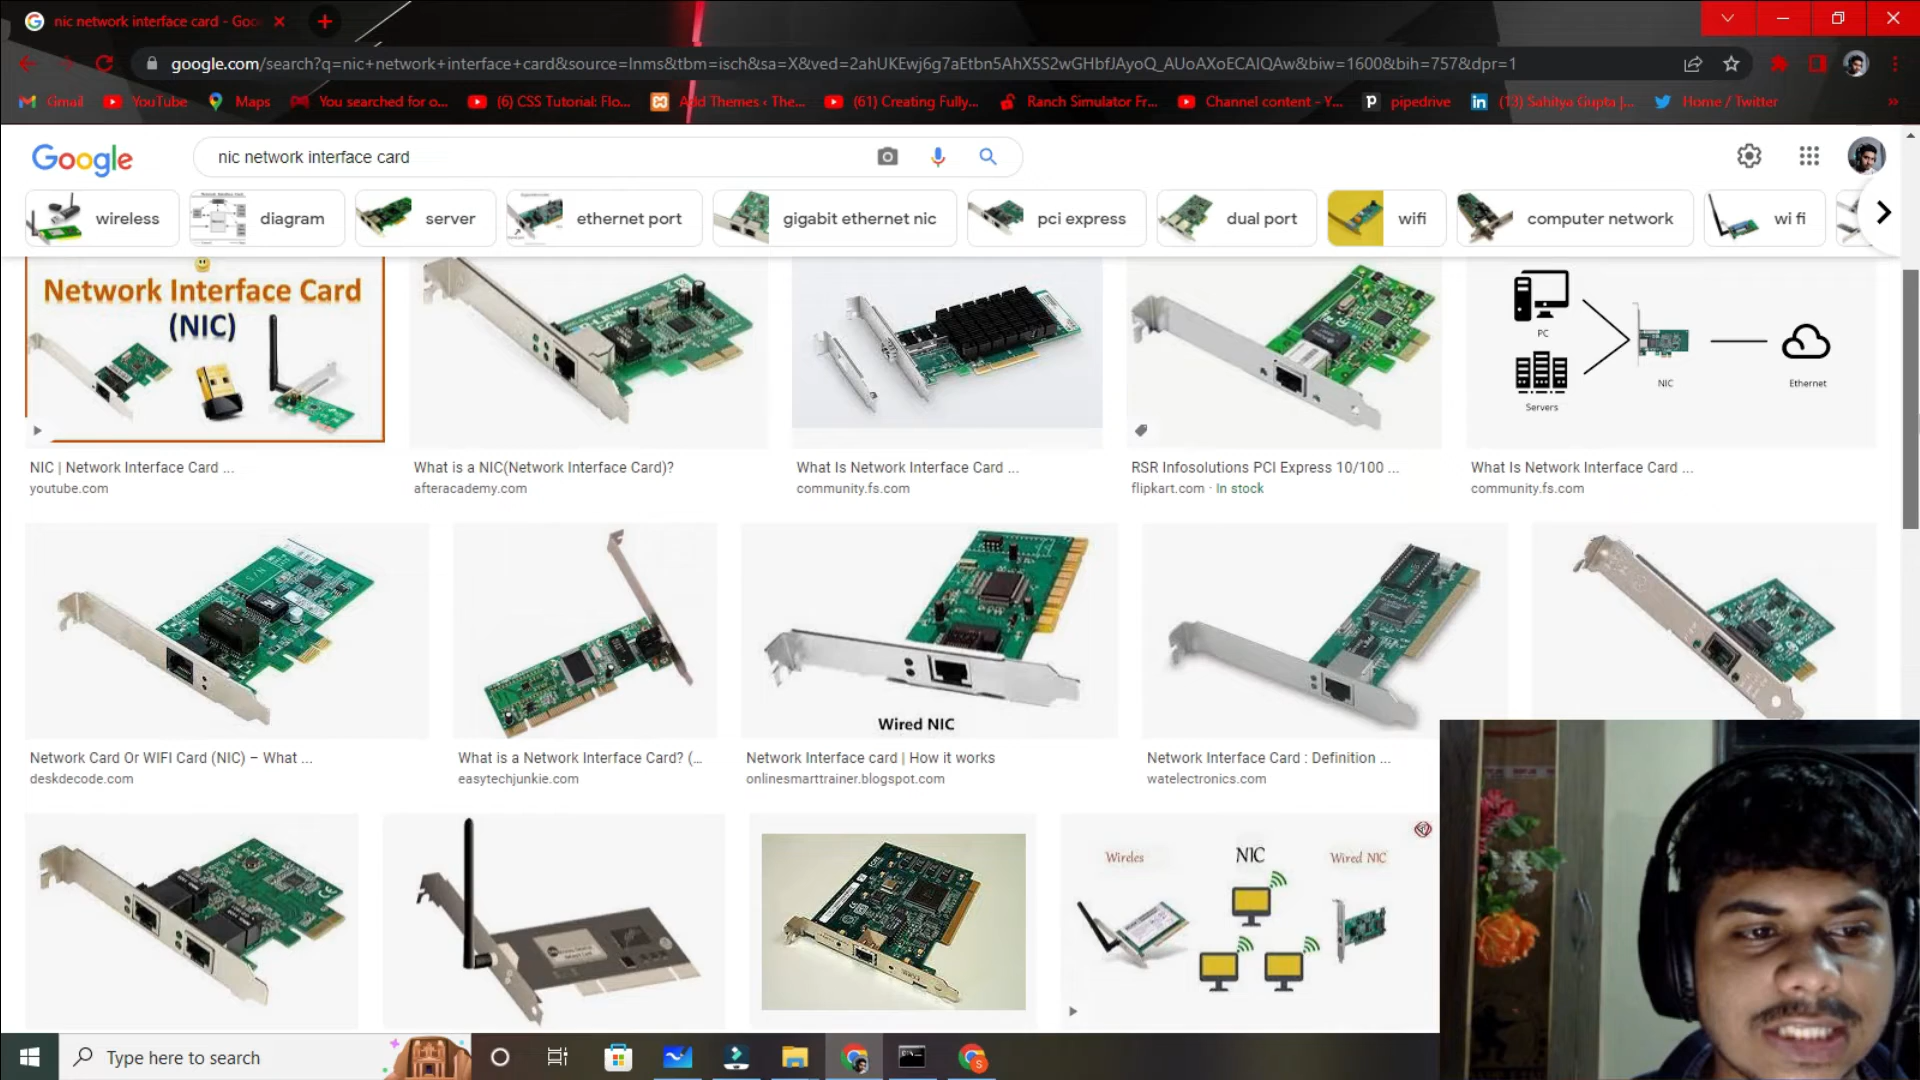 nic network interface card - Goo
google.com/search?q=nic+network+interface+card&source=lnms&tbm=isch&sa=X&ved=2ahUKEwj6g7aEtbn5AhX5S2wGHbfJAyoQ_AUoAXoECAIQAw&biw=1600&bih=757&dpr=1
Gmail YouTube Maps You searched for o... (6) CSS Tutorial: Flo... Add Themes ‹ The... (61) Creating Fully... Ranch Simulator Fr... Channel content - Y... pipedrive (13) Sahitya Gupta |... Home / Twitter
Google nic network interface card
wireless diagram server ethernet port gigabit ethernet nic pci express dual port wifi computer network wi fi
Network Interface Card
(NIC)
PC
Servers
NIC
Ethernet
NIC | Network Interface Card ...
youtube.com
What is a NIC(Network Interface Card)?
afteracademy.com
What Is Network Interface Card ...
community.fs.com
RSR Infosolutions PCI Express 10/100 ...
flipkart.com · In stock
What Is Network Interface Card ...
community.fs.com
Wired NIC
Network Card Or WIFI Card (NIC) – What ...
deskdecode.com
What is a Network Interface Card? (...
easytechjunkie.com
Network Interface card | How it works
onlinesmarttrainer.blogspot.com
Network Interface Card : Definition ...
watelectronics.com
Wireles NIC Wired NIC
Type here to search